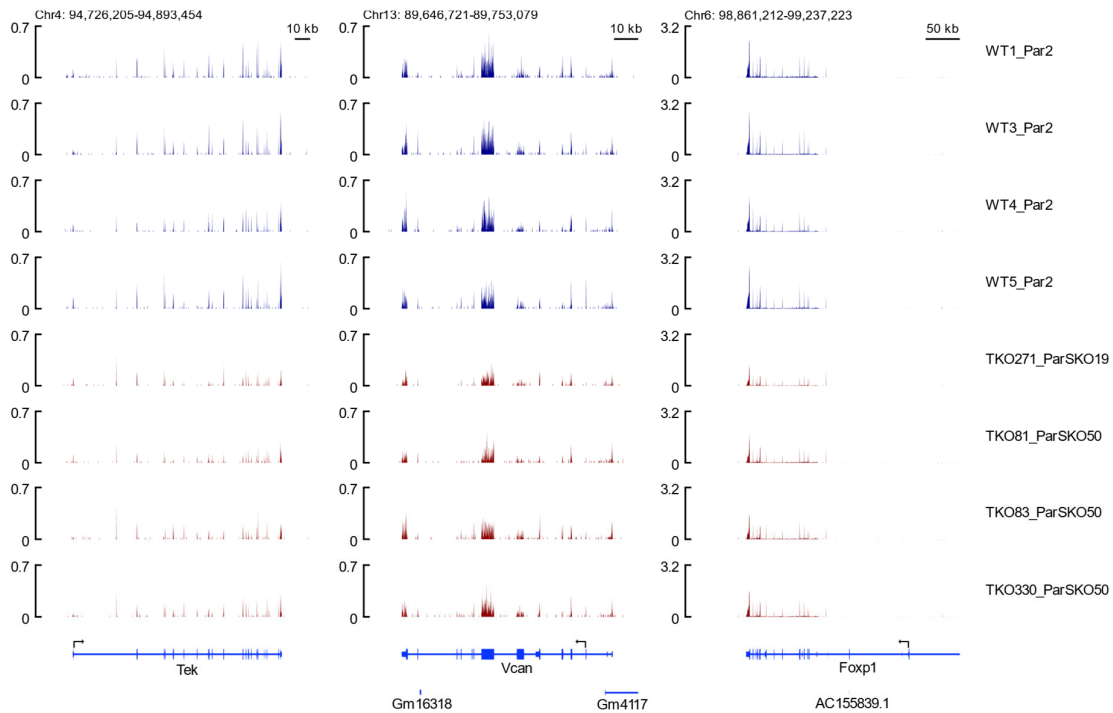 Chr4: 94,726,205-94,893,454 Chr13: 89,646,721-89,753,079 Chr6: 98,861,212-99,237,223
10 kb 10 kb 50 kb
0.7 0.7 3.2 WT1_Par2
0 0 0
0.7 0.7 3.2 WT3_Par2
0 0 0
0.7 0.7 3.2 WT4_Par2
0 0 0
0.7 0.7 3.2 WT5_Par2
0 0 0
0.7 0.7 3.2 TKO271_ParSKO19
0 0 0
0.7 0.7 3.2 TKO81_ParSKO50
0 0 0
0.7 0.7 3.2 TKO83_ParSKO50
0 0 0
0.7 0.7 3.2 TKO330_ParSKO50
0 0 0
Tek Vcan Foxp1
Gm16318 Gm4117 AC155839.1